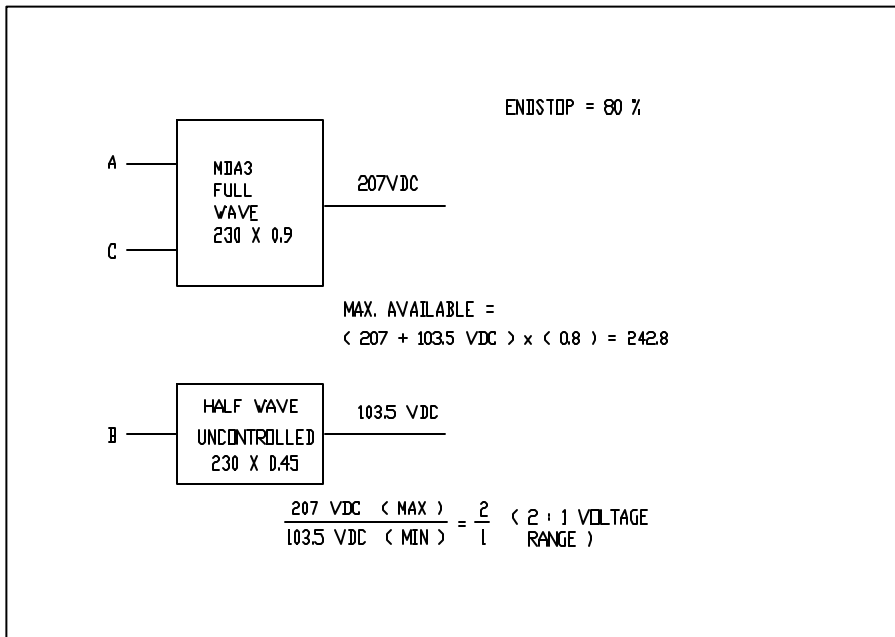 ENDSTOP = 80 %
A
MDA3
FULL
WAVE
230 X 0.9
207VDC
C
MAX. AVAILABLE =
( 207 + 103.5 VDC ) x ( 0.8 ) = 242.8
B
HALF WAVE
UNCONTROLLED
230 X 0.45
103.5 VDC
207 VDC ( MAX )
103.5 VDC ( MIN )
=
2
1
( 2 : 1 VOLTAGE
RANGE )